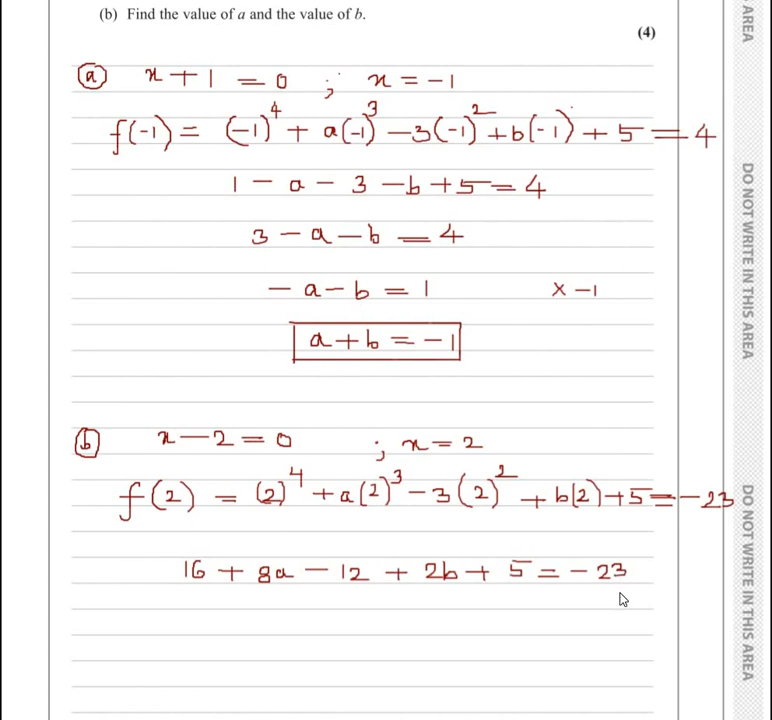 (b) Find the value of a and the value of b.
(4)
(a) x + 1 = 0 ; x = -1
f(-1) = (-1)^4 + a(-1)^3 - 3(-1)^2 + b(-1) + 5 = 4
1 - a - 3 - b + 5 = 4
3 - a - b = 4
- a - b = 1 × -1
a + b = -1
(b) x - 2 = 0 ; x = 2
f(2) = (2)^4 + a(2)^3 - 3(2)^2 + b(2) + 5 = -23
16 + 8a - 12 + 2b + 5 = - 23
AREA
DO NOT WRITE IN THIS AREA
DO NOT WRITE IN THIS AREA